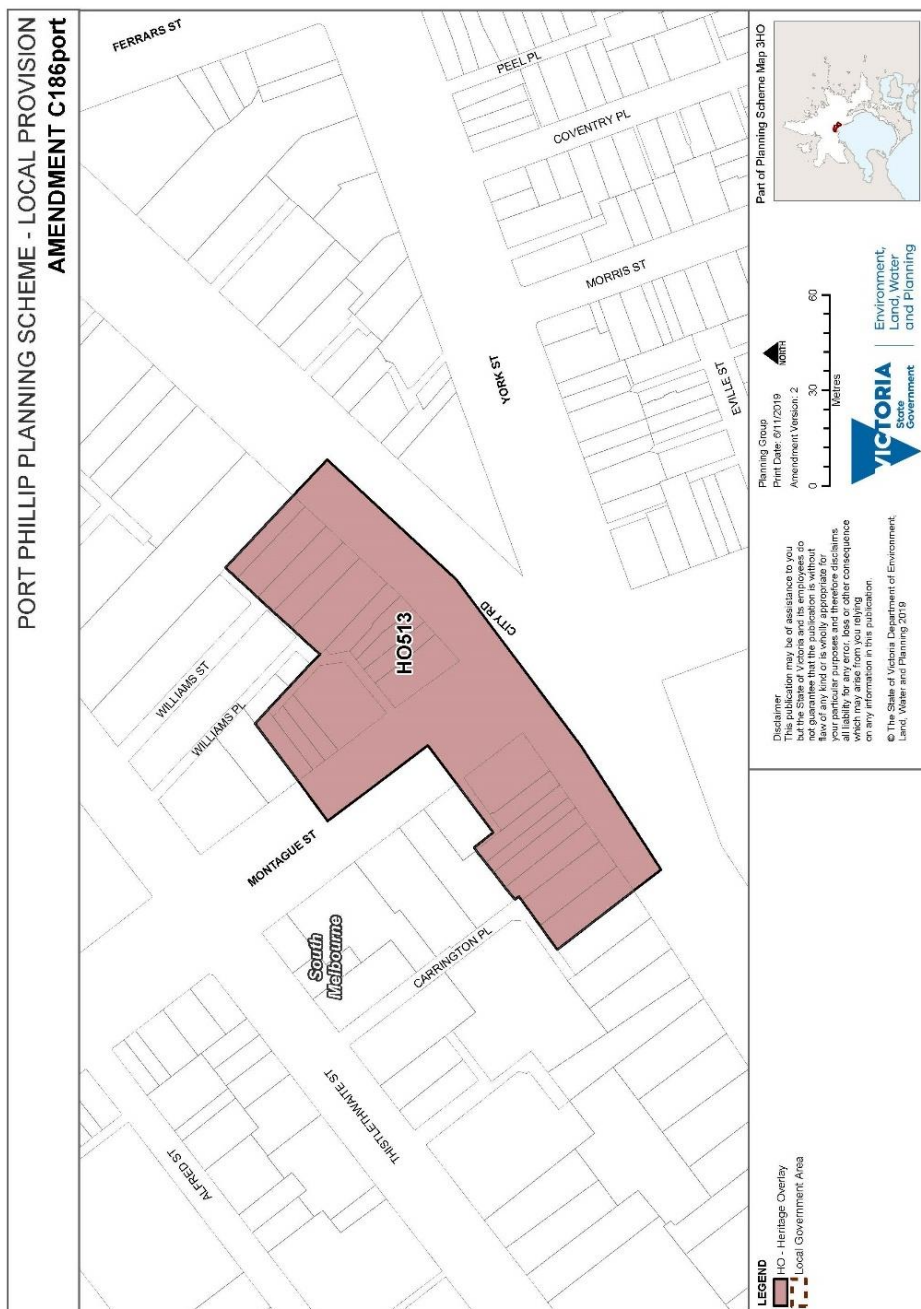 PORT PHILLIP PLANNING SCHEME - LOCAL PROVISION
AMENDMENT C186port
FERRARS ST
PEEL PL
COVENTRY PL
MORRIS ST
YORK ST
EVILLE ST
WILLIAMS ST
WILLIAMS PL
HO513
CITY RD
MONTAGUE ST
South
Melbourne
CARRINGTON PL
THISTLETHWAITE ST
ALFRED ST
LEGEND
HO - Heritage Overlay
Local Government Area
Disclaimer
This publication may be of assistance to you
but the State of Victoria and its employees do
not guarantee that the publication is without
flaw of any kind or is wholly appropriate for
your particular purposes and therefore disclaims
all liability for any error, loss or other consequence
which may arise from you relying
on any information in this publication.
© The State of Victoria Department of Environment,
Land, Water and Planning 2019
Planning Group
Print Date: 6/11/2019
Amendment Version: 2
NORTH
0 30 60
Metres
VICTORIA
State
Government
Environment,
Land, Water
and Planning
Part of Planning Scheme Map 3HO